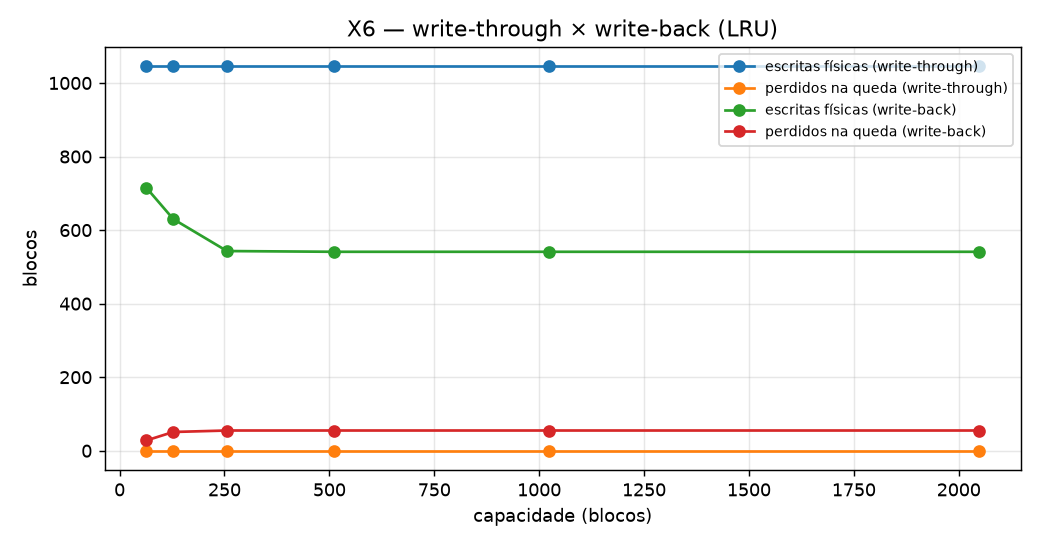 X6 — write-through × write-back (LRU)
escritas físicas (write-through)
perdidos na queda (write-through)
escritas físicas (write-back)
perdidos na queda (write-back)
blocos
1000
800
600
400
200
0
0 250 500 750 1000 1250 1500 1750 2000
capacidade (blocos)